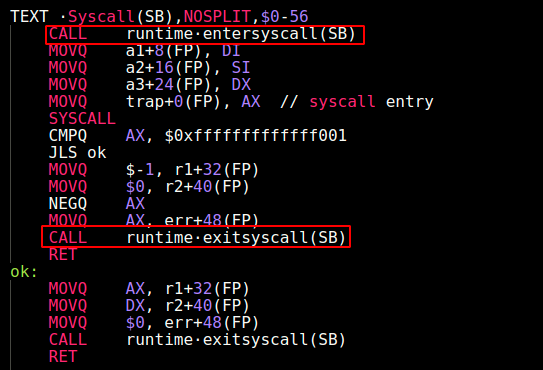 TEXT ·Syscall(SB),NOSPLIT,$0-56
CALL runtime·entersyscall(SB)
MOVQ a1+8(FP), DI
MOVQ a2+16(FP), SI
MOVQ a3+24(FP), DX
MOVQ trap+0(FP), AX // syscall entry
SYSCALL
CMPQ AX, $0xfffffffffffff001
JLS ok
MOVQ $-1, r1+32(FP)
MOVQ $0, r2+40(FP)
NEGQ AX
MOVQ AX, err+48(FP)
CALL runtime·exitsyscall(SB)
RET
ok:
MOVQ AX, r1+32(FP)
MOVQ DX, r2+40(FP)
MOVQ $0, err+48(FP)
CALL runtime·exitsyscall(SB)
RET